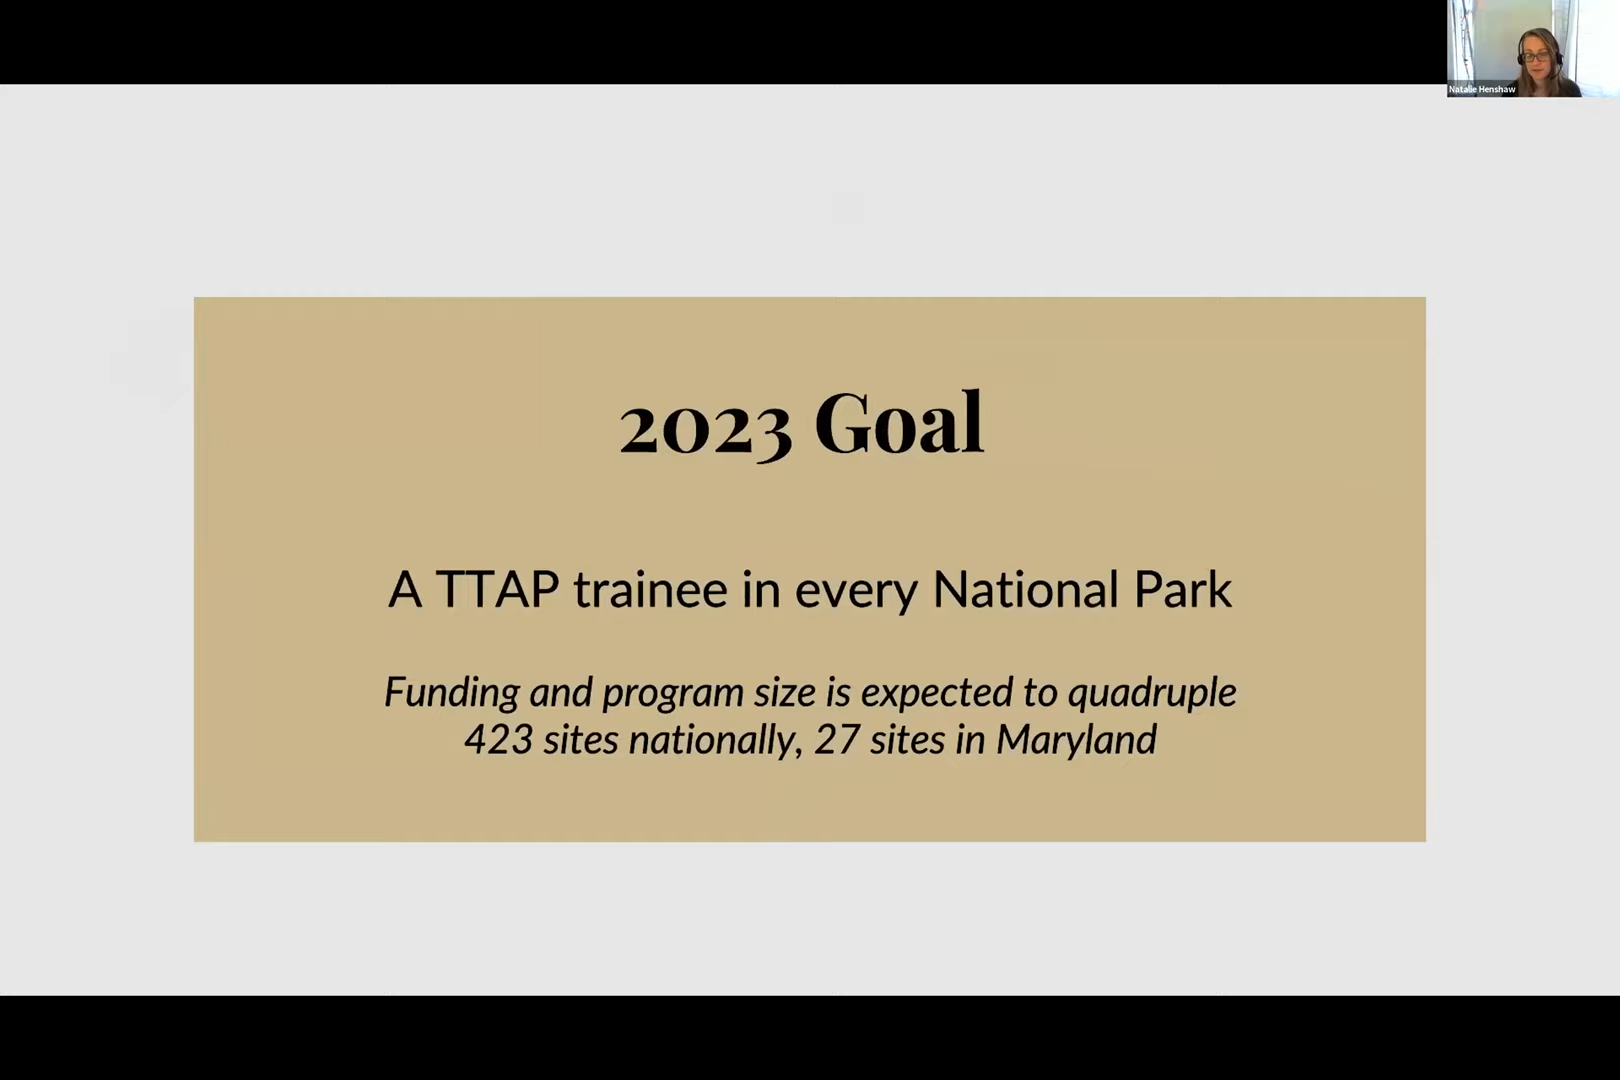 Natalie Henshaw
2023 Goal
A TTAP trainee in every National Park
Funding and program size is expected to quadruple
423 sites nationally, 27 sites in Maryland